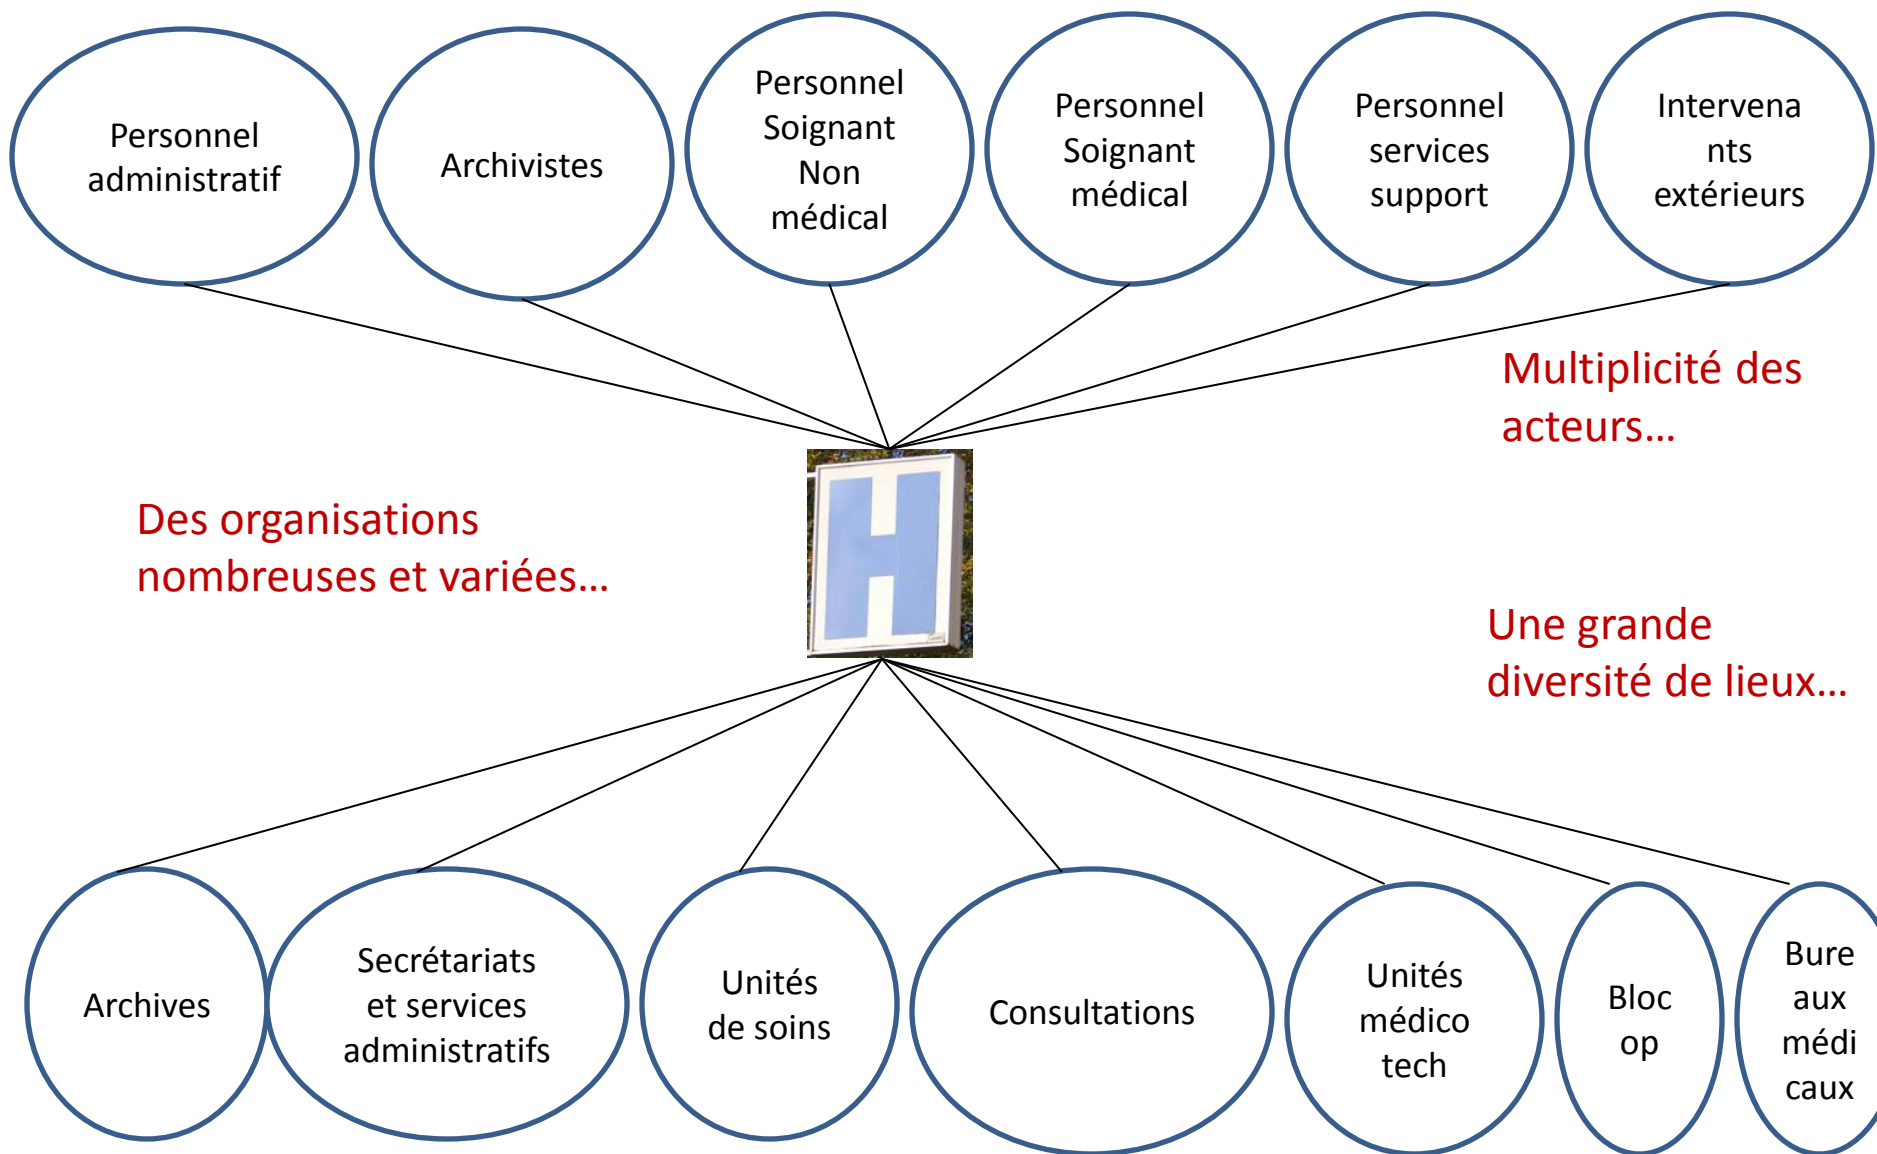 Personnel
administratif
Archivistes
Personnel
Soignant
Non
médical
Personnel
Soignant
médical
Personnel
services
support
Intervena
nts
extérieurs
Multiplicité des
acteurs...
H
Des organisations
nombreuses et variées...
Une grande
diversité de lieux...
Archives
Secrétariats
et services
administratifs
Unités
de soins
Consultations
Unités
médico
tech
Bloc
op
Bure
aux
médi
caux